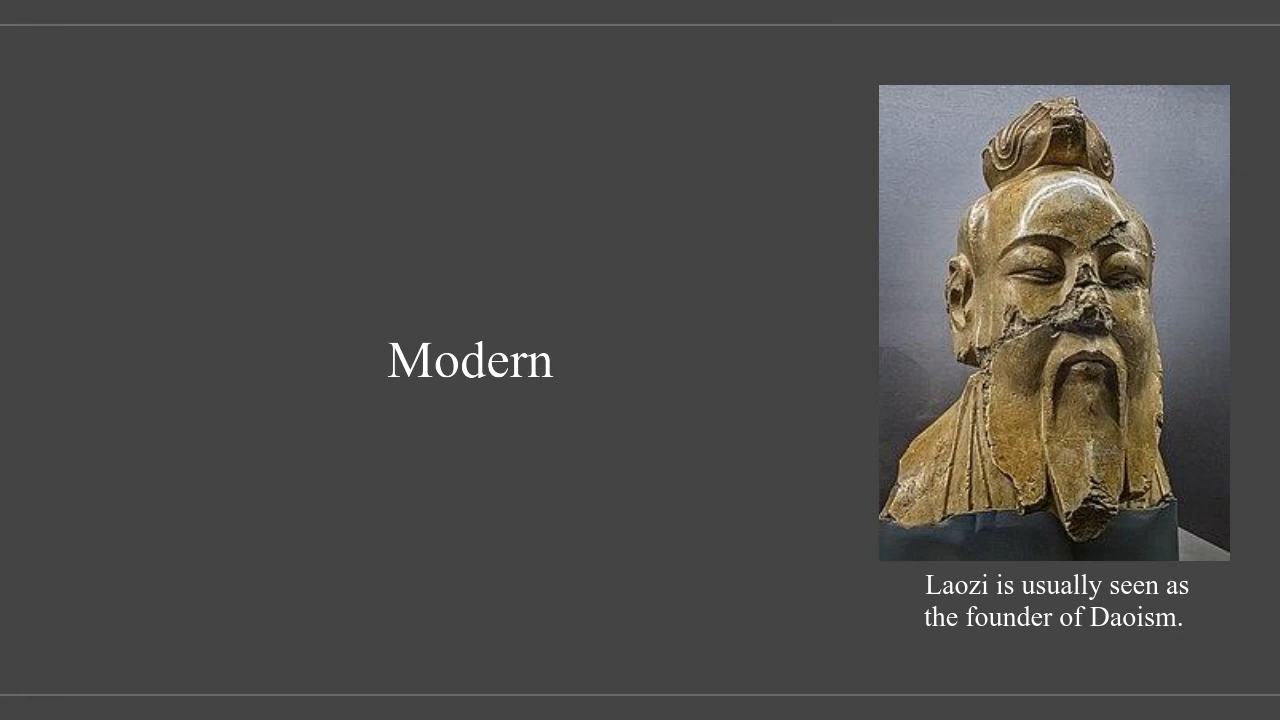 Modern
Laozi is usually seen as
the founder of Daoism.